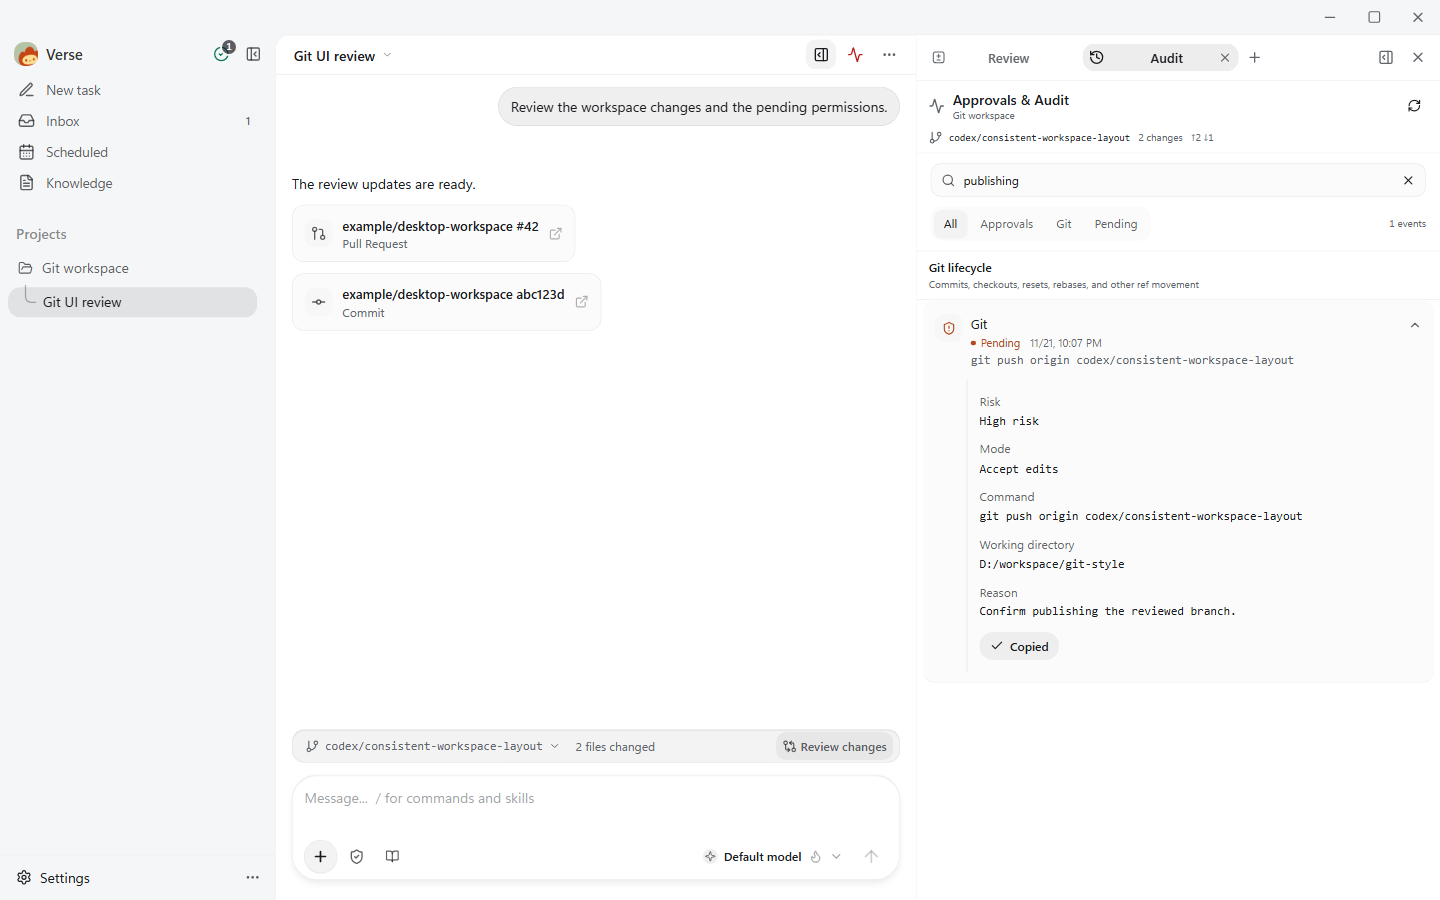 Verse
1
New task
Inbox
1
Scheduled
Knowledge
Projects
Git workspace
Git UI review
Settings
Git UI review
Review the workspace changes and the pending permissions.
The review updates are ready.
example/desktop-workspace #42
Pull Request
example/desktop-workspace abc123d
Commit
codex/consistent-workspace-layout
2 files changed
Review changes
Message... / for commands and skills
Default model
Review
Audit
Approvals & Audit
Git workspace
codex/consistent-workspace-layout 2 changes ↑2 ↓1
publishing
All Approvals Git Pending 1 events
Git lifecycle
Commits, checkouts, resets, rebases, and other ref movement
Git
Pending 11/21, 10:07 PM
git push origin codex/consistent-workspace-layout
Risk
High risk
Mode
Accept edits
Command
git push origin codex/consistent-workspace-layout
Working directory
D:/workspace/git-style
Reason
Confirm publishing the reviewed branch.
Copied